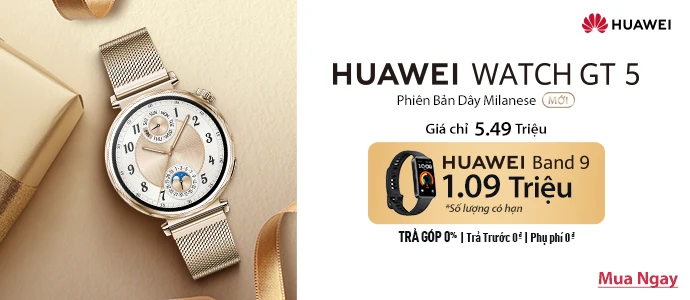 HUAWEI
HUAWEI WATCH GT 5
Phiên Bản Dây Milanese MỚI
Giá chỉ 5.49 Triệu
HUAWEI Band 9
1.09 Triệu
*Số lượng có hạn
TRẢ GÓP 0% | Trả Trước 0đ | Phụ phí 0đ
Mua Ngay